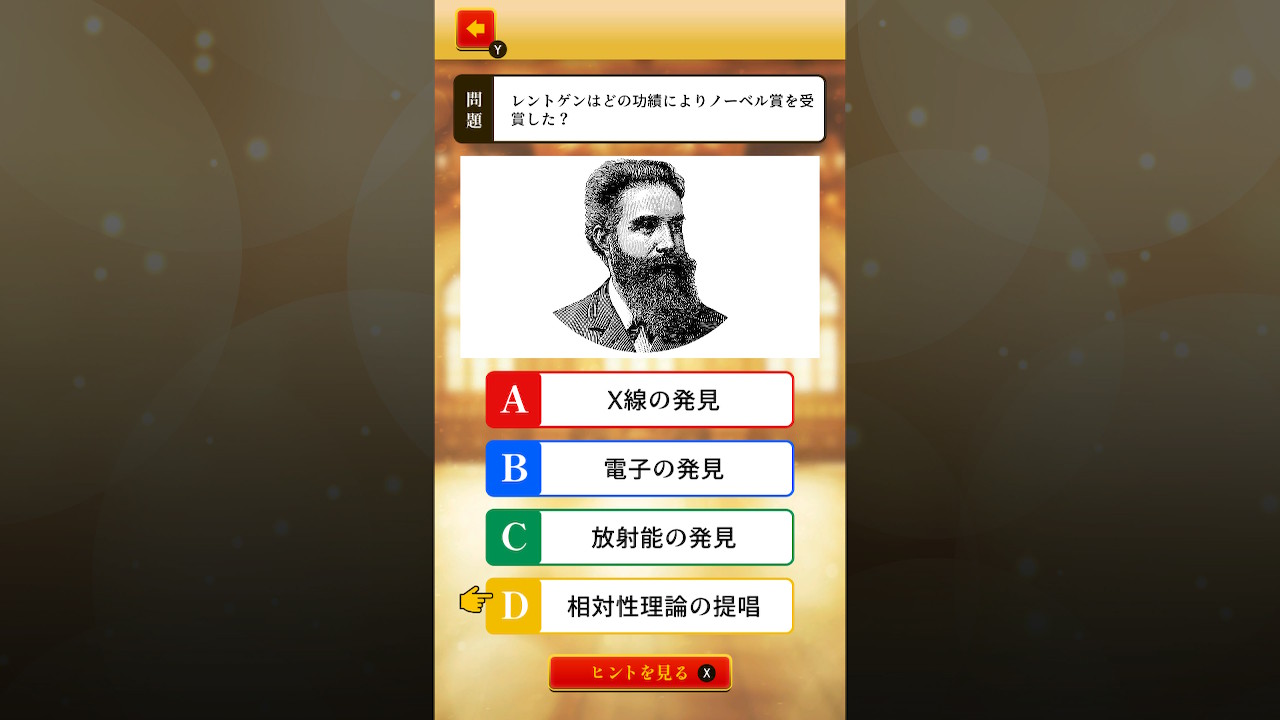 Y
問題
レントゲンはどの功績によりノーベル賞を受
賞した？
A X線の発見
B 電子の発見
C 放射能の発見
D 相対性理論の提唱
ヒントを見る X